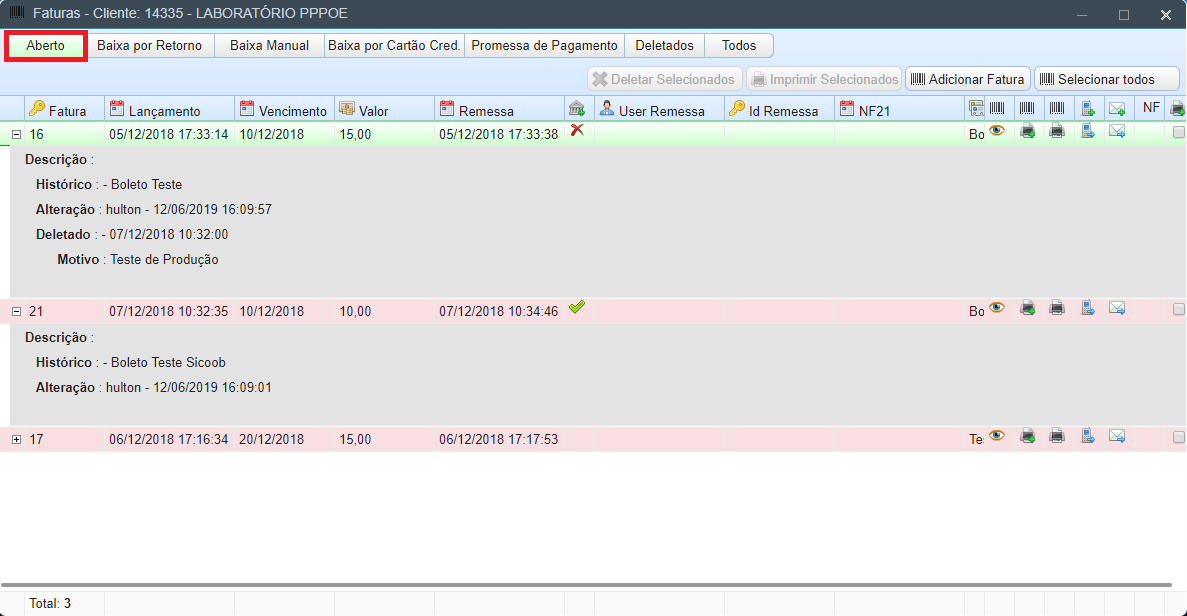 Faturas - Cliente: 14335 - LABORATÓRIO PPPOE
Aberto Baixa por Retorno Baixa Manual Baixa por Cartão Cred. Promessa de Pagamento Deletados Todos
Deletar Selecionados Imprimir Selecionados Adicionar Fatura Selecionar todos
Fatura Lançamento Vencimento Valor Remessa User Remessa Id Remessa NF21 NF
16 05/12/2018 17:33:14 10/12/2018 15,00 05/12/2018 17:33:38 Bo
Descrição :
Histórico : - Boleto Teste
Alteração : hulton - 12/06/2019 16:09:57
Deletado : - 07/12/2018 10:32:00
Motivo : Teste de Produção
21 07/12/2018 10:32:35 10/12/2018 10,00 07/12/2018 10:34:46 Bo
Descrição :
Histórico : - Boleto Teste Sicoob
Alteração : hulton - 12/06/2019 16:09:01
17 06/12/2018 17:16:34 20/12/2018 15,00 06/12/2018 17:17:53 Te
Total: 3